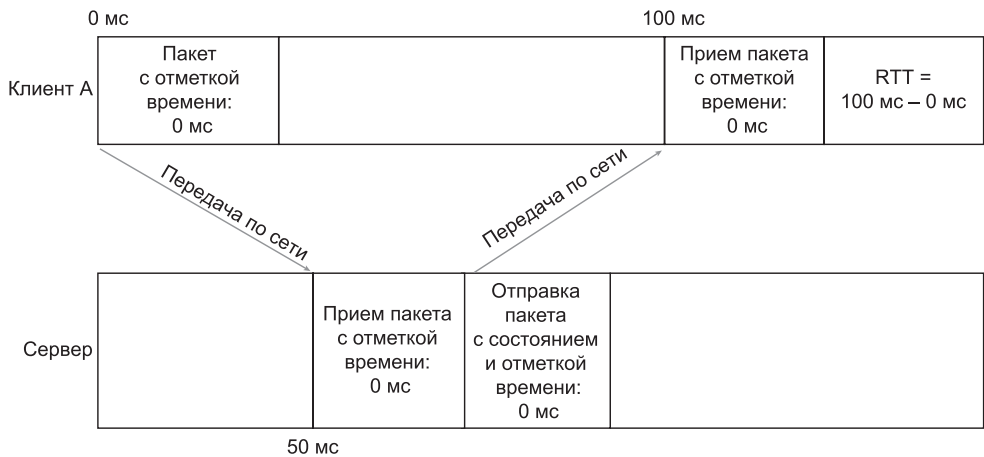 0 мс
100 мс
Клиент А
Пакет
с отметкой
времени:
0 мс
Прием пакета
с отметкой
времени:
0 мс
RTT =
100 мс – 0 мс
Передача по сети
Передача по сети
Сервер
Прием пакета
с отметкой
времени:
0 мс
Отправка
пакета
с состоянием
и отметкой
времени:
0 мс
50 мс